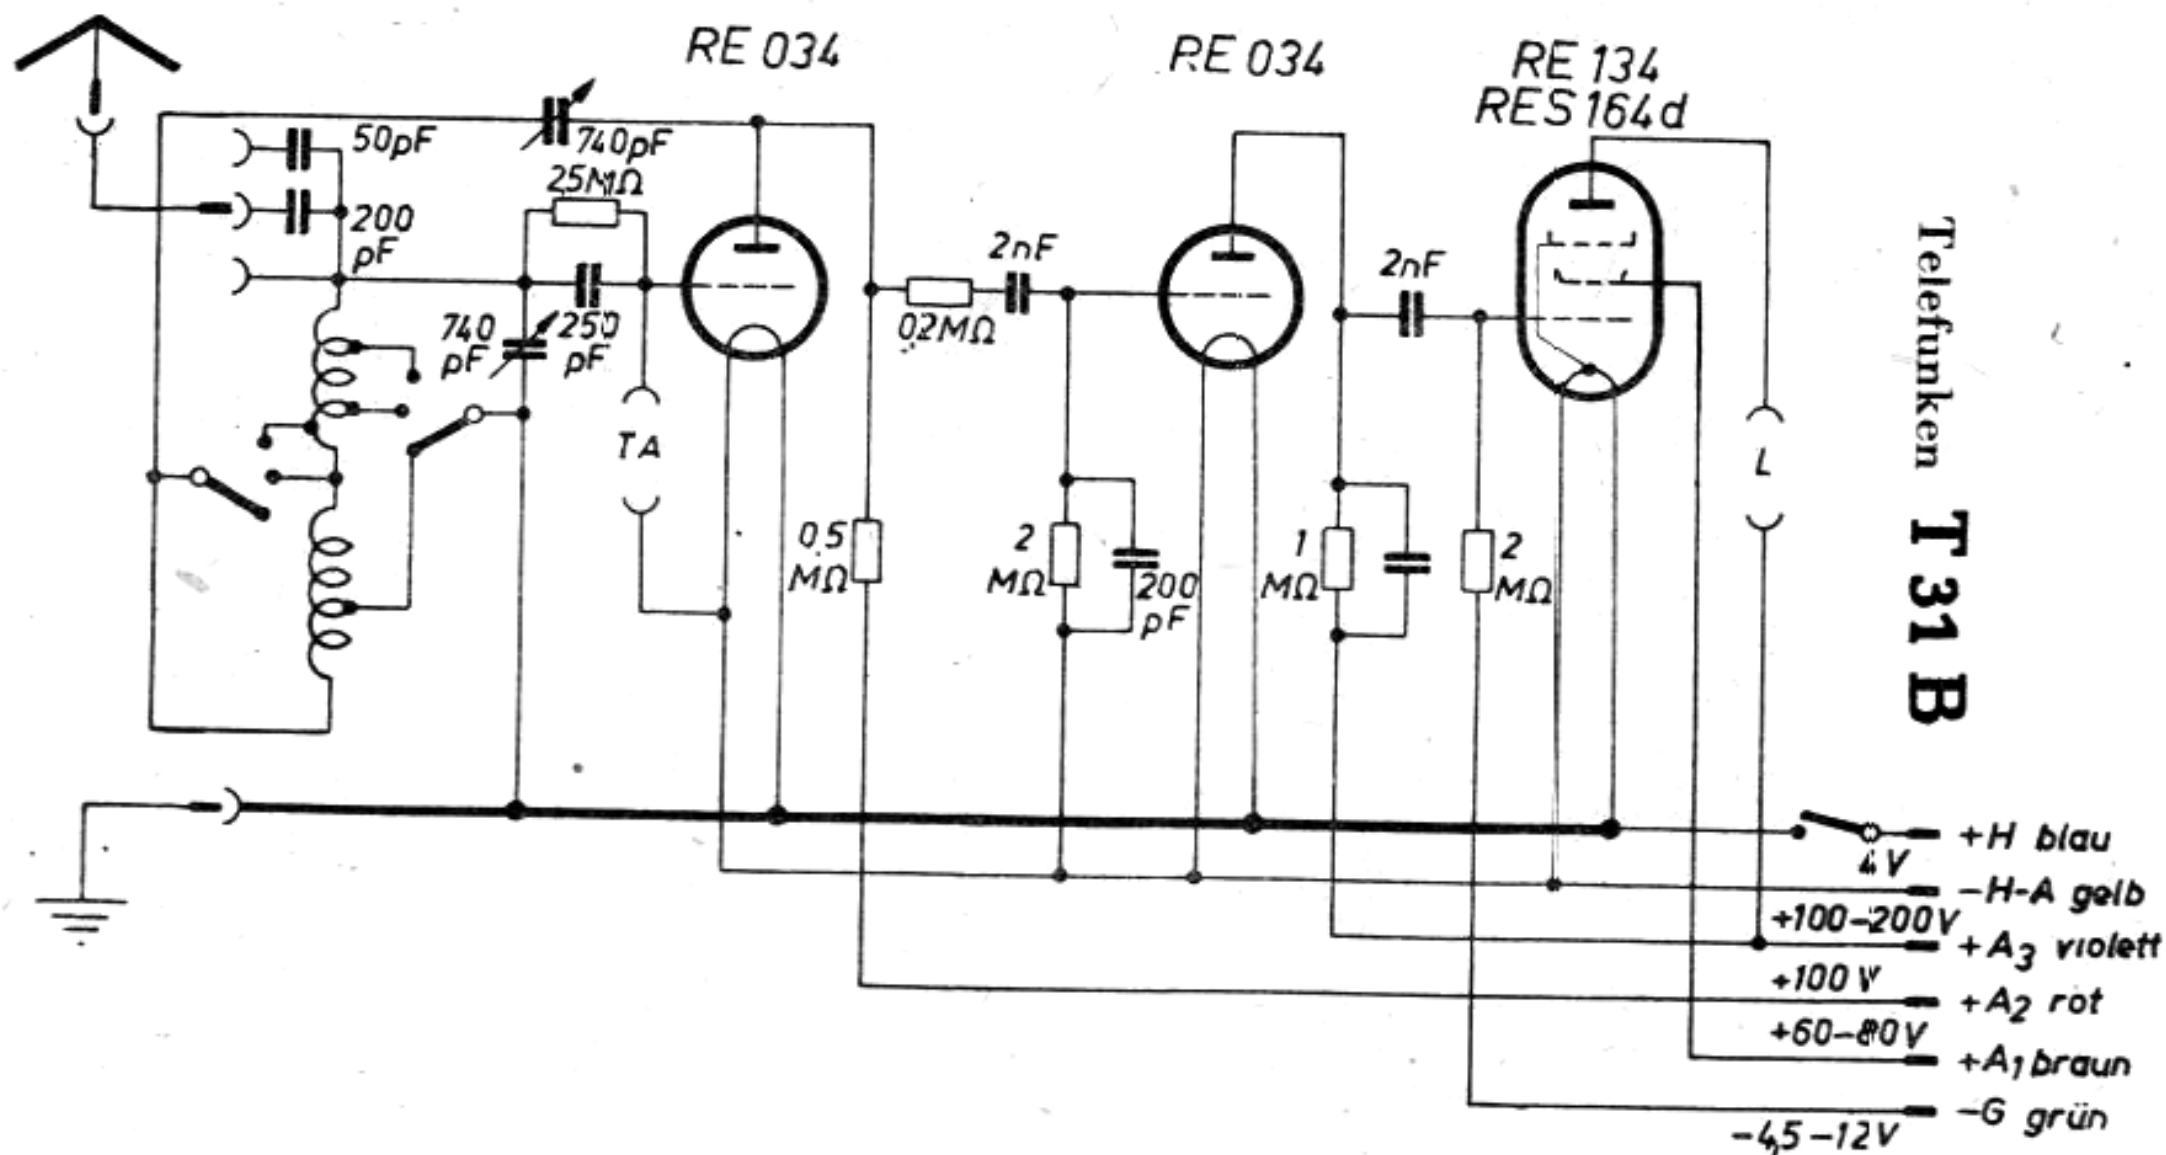 RE 034
RE 034
RE 134
RES 164d
50pF
740pF
200
pF
25MΩ
740
pF
250
pF
TA
02MΩ
2nF
2nF
0,5
MΩ
2
MΩ
200
pF
1
MΩ
2
MΩ
L
Telefunken T 31 B
+H blau
4V
-H-A gelb
+100-200V
+A3 violett
+100V
+A2 rot
+60-80V
+A1 braun
-G grün
-4,5-12V